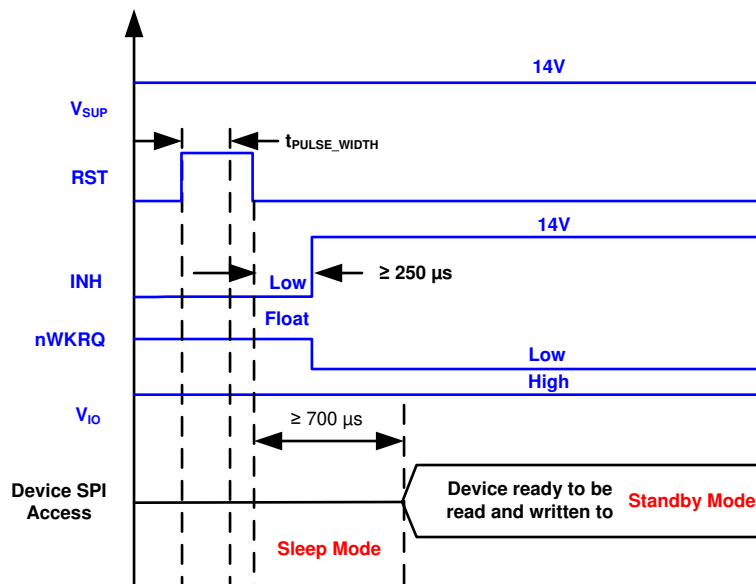 14V
VSUP
tPULSE_WIDTH
RST
14V
INH
Low
≥ 250 µs
Float
nWKRQ
Low
High
VIO
≥ 700 µs
Device SPI
Access
Device ready to be
read and written to
Standby Mode
Sleep Mode